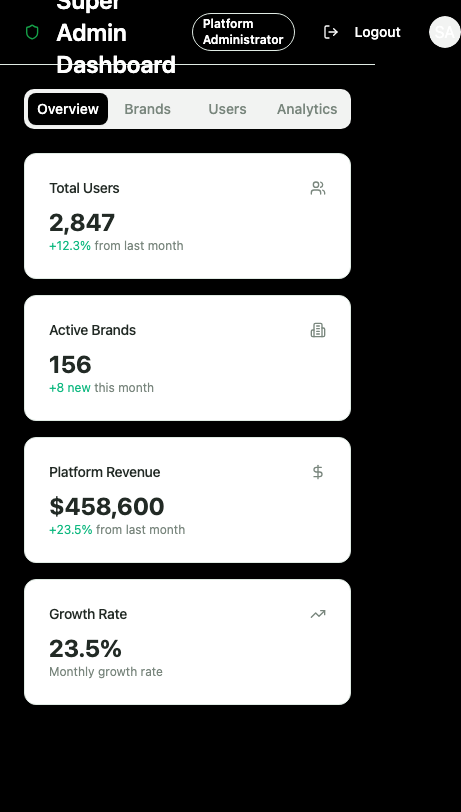 Super
Admin
Dashboard
Platform
Administrator
Logout
SA
Overview
Brands
Users
Analytics
Total Users
2,847
+12.3% from last month
Active Brands
156
+8 new this month
Platform Revenue
$458,600
+23.5% from last month
Growth Rate
23.5%
Monthly growth rate